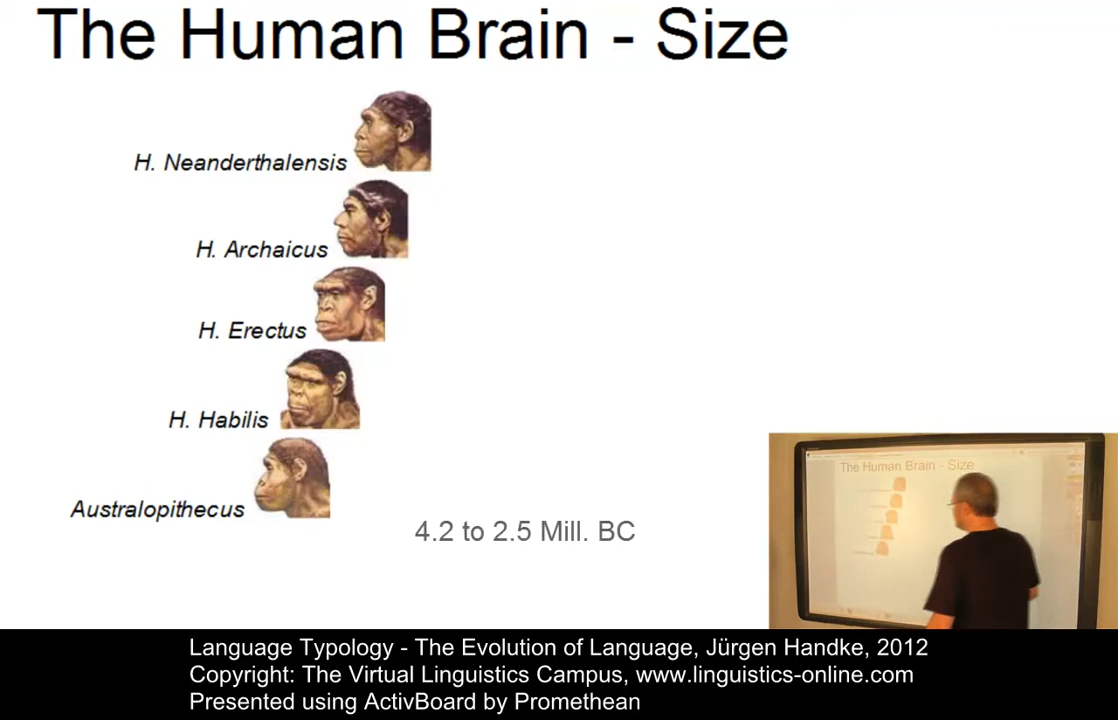 The Human Brain - Size
H. Neanderthalensis
H. Archaicus
H. Erectus
H. Habilis
Australopithecus
4.2 to 2.5 Mill. BC
The Human Brain - Size
Language Typology - The Evolution of Language, Jürgen Handke, 2012
Copyright: The Virtual Linguistics Campus, www.linguistics-online.com
Presented using ActivBoard by Promethean